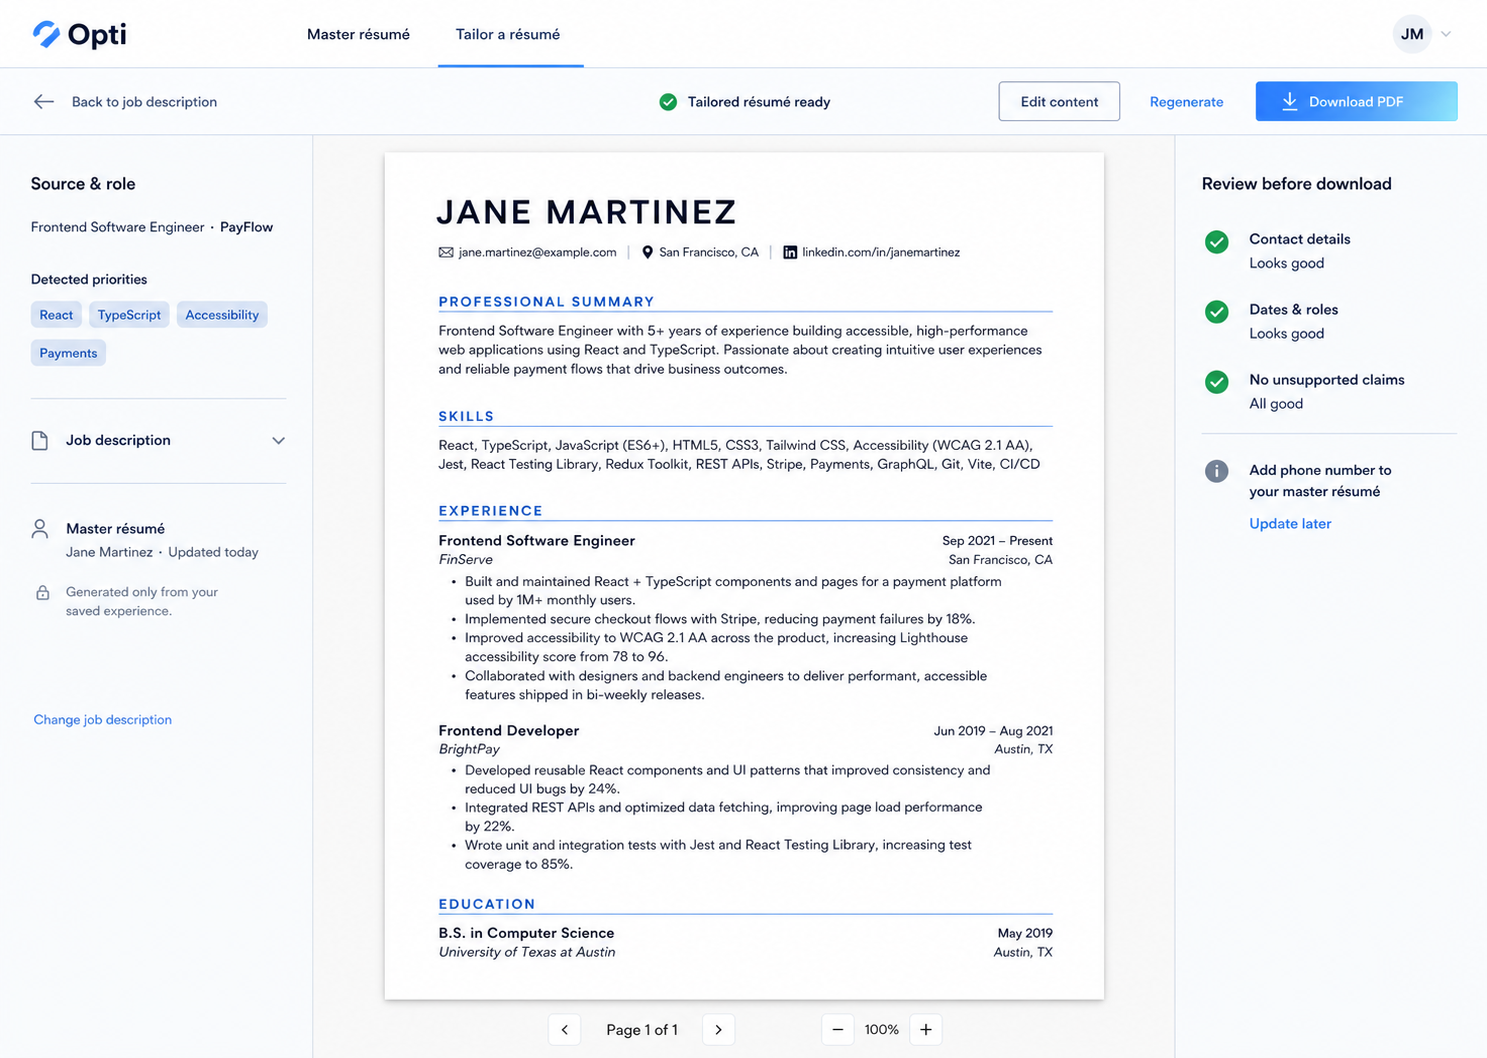 Opti
Master résumé
Tailor a résumé
JM
Back to job description
Tailored résumé ready
Edit content
Regenerate
Download PDF
Source & role
Frontend Software Engineer · PayFlow
Detected priorities
React
TypeScript
Accessibility
Payments
Job description
Master résumé
Jane Martinez · Updated today
Generated only from your
saved experience.
Change job description
JANE MARTINEZ
jane.martinez@example.com | San Francisco, CA | linkedin.com/in/janemartinez
PROFESSIONAL SUMMARY
Frontend Software Engineer with 5+ years of experience building accessible, high-performance
web applications using React and TypeScript. Passionate about creating intuitive user experiences
and reliable payment flows that drive business outcomes.
SKILLS
React, TypeScript, JavaScript (ES6+), HTML5, CSS3, Tailwind CSS, Accessibility (WCAG 2.1 AA),
Jest, React Testing Library, Redux Toolkit, REST APIs, Stripe, Payments, GraphQL, Git, Vite, CI/CD
EXPERIENCE
Frontend Software Engineer Sep 2021 – Present
FinServe San Francisco, CA
• Built and maintained React + TypeScript components and pages for a payment platform
used by 1M+ monthly users.
• Implemented secure checkout flows with Stripe, reducing payment failures by 18%.
• Improved accessibility to WCAG 2.1 AA across the product, increasing Lighthouse
accessibility score from 78 to 96.
• Collaborated with designers and backend engineers to deliver performant, accessible
features shipped in bi-weekly releases.
Frontend Developer Jun 2019 – Aug 2021
BrightPay Austin, TX
• Developed reusable React components and UI patterns that improved consistency and
reduced UI bugs by 24%.
• Integrated REST APIs and optimized data fetching, improving page load performance
by 22%.
• Wrote unit and integration tests with Jest and React Testing Library, increasing test
coverage to 85%.
EDUCATION
B.S. in Computer Science May 2019
University of Texas at Austin Austin, TX
Page 1 of 1
100%
Review before download
Contact details
Looks good
Dates & roles
Looks good
No unsupported claims
All good
Add phone number to
your master résumé
Update later